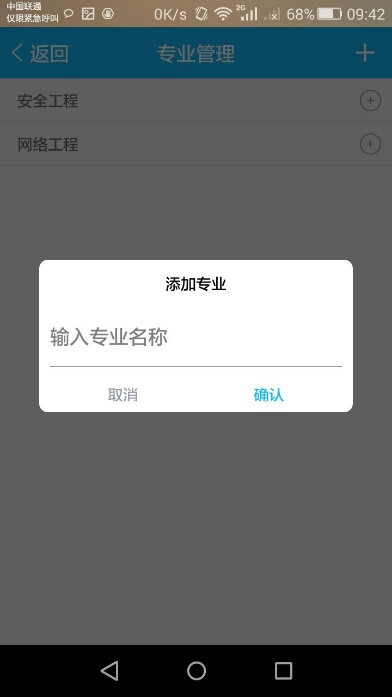 中国联通
仅限紧急呼叫
0K/s 2G 68% 09:42
返回 专业管理
安全工程
网络工程
添加专业
输入专业名称
取消 确认